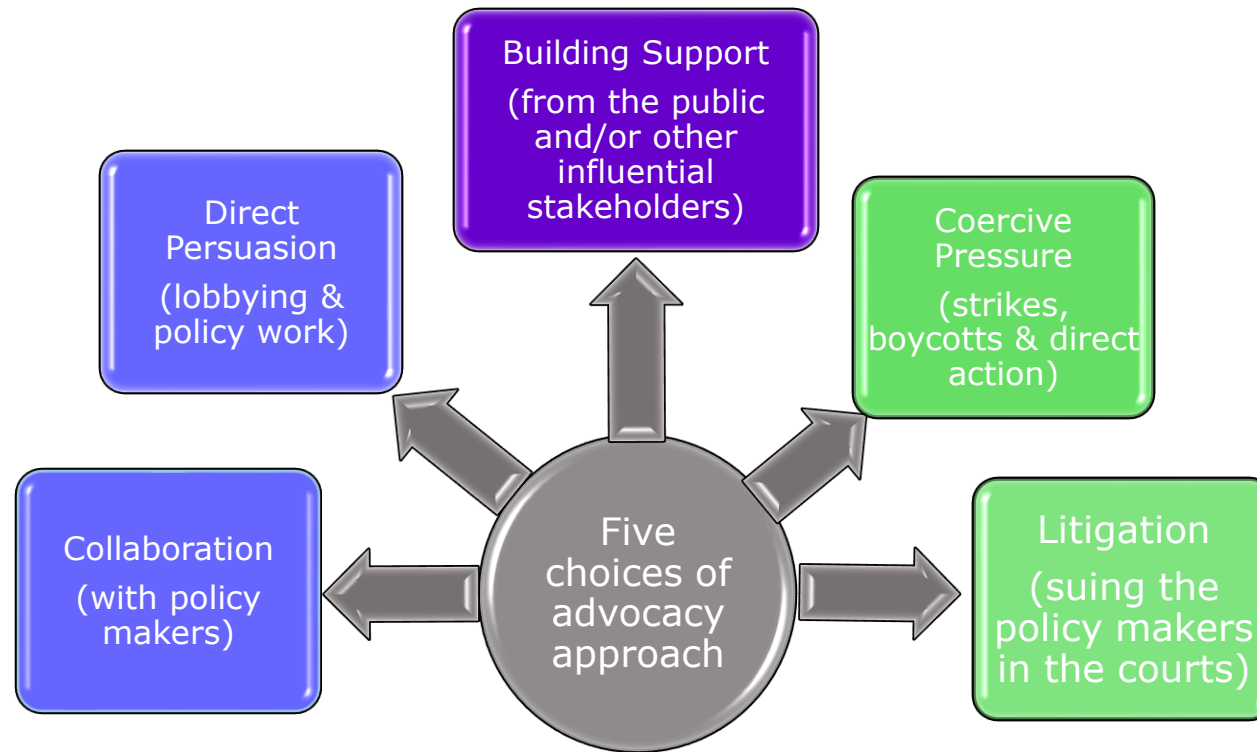 Building Support
(from the public
and/or other
influential
stakeholders)
Direct
Persuasion
(lobbying &
policy work)
Coercive
Pressure
(strikes,
boycotts & direct
action)
Collaboration
(with policy
makers)
Five
choices of
advocacy
approach
Litigation
(suing the
policy makers
in the courts)